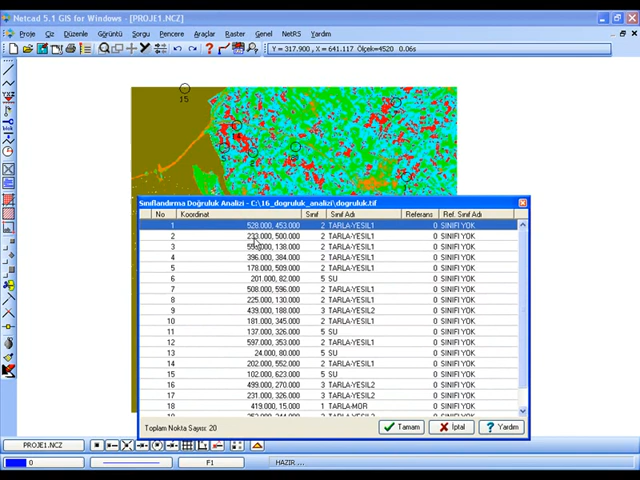 Netcad 5.1 GIS for Windows - [PROJE1.NCZ]
Proje Çiz Düzenle Görüntü Sorgu Pencere Araçlar Raster Genel NetRS Yardım
Y = 317.900, X = 641.117 Ölçek=4520 0.06s
15
Sınıflandırma Doğruluk Analizi - C:\16_dogruluk_analizi\dogruluk.tif
No Koordinat Sınıf Sınıf Adı Referans Ref. Sınıf Adı
1 528.000, 453.000 2 TARLA-YESIL1 0 SINIFI YOK
2 233.000, 500.000 2 TARLA-YESIL1 0 SINIFI YOK
3 138.000 2 TARLA-YESIL1 0 SINIFI YOK
4 396.000, 384.000 2 TARLA-YESIL1 0 SINIFI YOK
5 178.000, 509.000 2 TARLA-YESIL1 0 SINIFI YOK
6 201.000, 82.000 5 SU 0 SINIFI YOK
7 508.000, 596.000 2 TARLA-YESIL1 0 SINIFI YOK
8 225.000, 130.000 2 TARLA-YESIL1 0 SINIFI YOK
9 439.000, 188.000 3 TARLA-YESIL2 0 SINIFI YOK
10 181.000, 345.000 2 TARLA-YESIL1 0 SINIFI YOK
11 137.000, 326.000 5 SU 0 SINIFI YOK
12 597.000, 353.000 2 TARLA-YESIL1 0 SINIFI YOK
13 24.000, 80.000 5 SU 0 SINIFI YOK
14 202.000, 552.000 2 TARLA-YESIL1 0 SINIFI YOK
15 102.000, 623.000 5 SU 0 SINIFI YOK
16 499.000, 270.000 3 TARLA-YESIL2 0 SINIFI YOK
17 231.000, 326.000 3 TARLA-YESIL2 0 SINIFI YOK
18 419.000, 15.000 1 TARLA-MOR 0 SINIFI YOK
Toplam Nokta Sayısı: 20
Tamam İptal Yardım
PROJE1.NCZ
0 F1 HAZIR ...